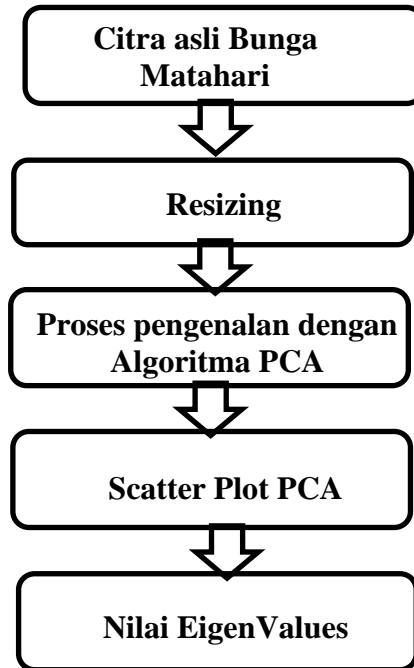 Citra asli Bunga
Matahari
Resizing
Proses pengenalan dengan
Algoritma PCA
Scatter Plot PCA
Nilai EigenValues